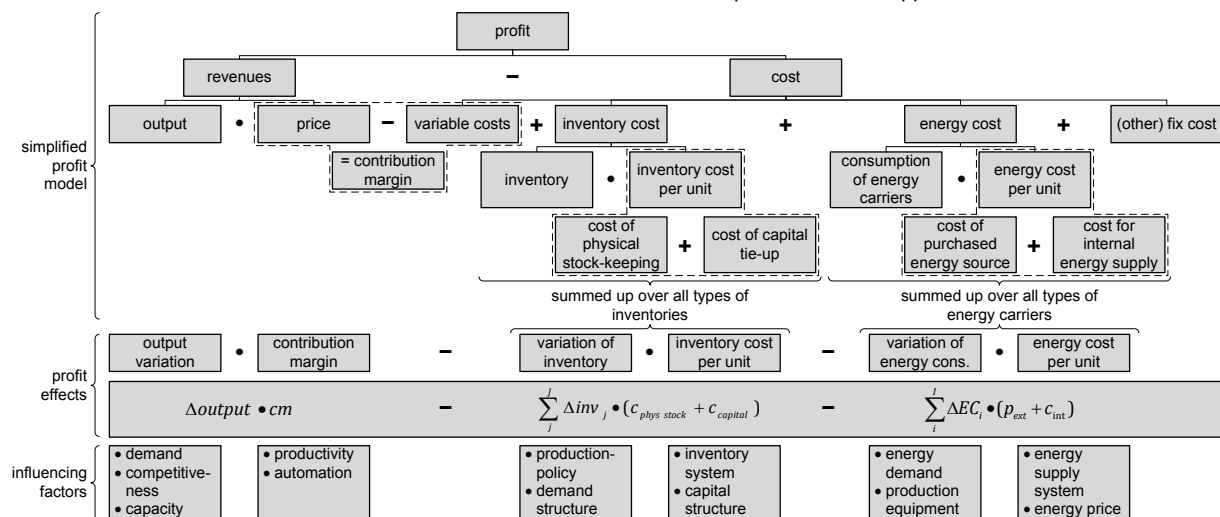 profit
revenues
–
cost
output
•
price
–
variable costs
+
inventory cost
+
energy cost
+
(other) fix cost
simplified
profit
model
= contribution
margin
inventory
•
inventory cost
per unit
consumption
of energy
carriers
•
energy cost
per unit
cost of
physical
stock-keeping
+
cost of capital
tie-up
cost of
purchased
energy source
+
cost for
internal
energy supply
summed up over all types of
inventories
summed up over all types of
energy carriers
profit
effects
output
variation
•
contribution
margin
–
variation of
inventory
•
inventory cost
per unit
–
variation of
energy cons.
•
energy cost
per unit
Δoutput • cm
–
∑ j J Δinv j • (c phys stock + c capital)
–
∑ i I ΔEC i • (p ext + c int)
influencing
factors
• demand
• competitive-
ness
• capacity
• productivity
• automation
• production-
policy
• demand
structure
• inventory
system
• capital
structure
• energy
demand
• production
equipment
• energy
supply
system
• energy price